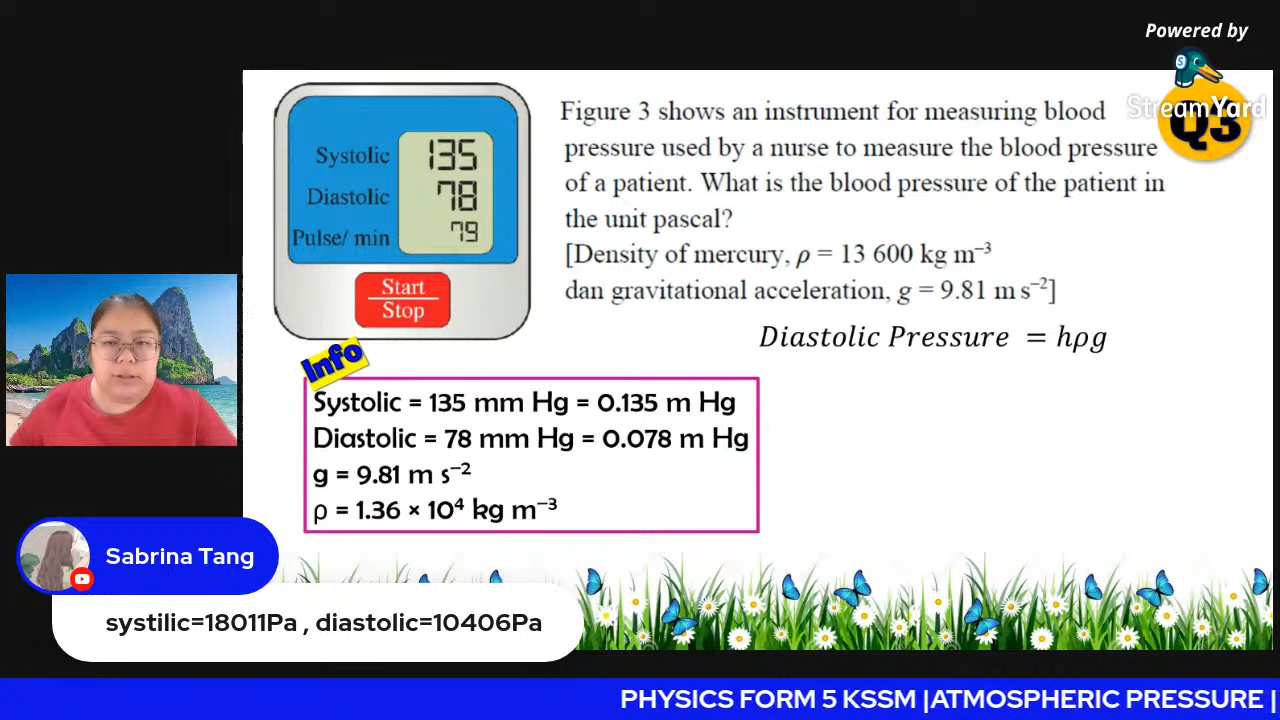 Powered by
StreamYard
Q3
Systolic 135
Diastolic 78
Pulse/ min 79
Start
Stop
Figure 3 shows an instrument for measuring blood
pressure used by a nurse to measure the blood pressure
of a patient. What is the blood pressure of the patient in
the unit pascal?
[Density of mercury, ρ = 13 600 kg m⁻³
dan gravitational acceleration, g = 9.81 m s⁻²]
Diastolic Pressure = hρg
Info
Systolic = 135 mm Hg = 0.135 m Hg
Diastolic = 78 mm Hg = 0.078 m Hg
g = 9.81 m s⁻²
ρ = 1.36 × 10⁴ kg m⁻³
Sabrina Tang
systilic=18011Pa , diastolic=10406Pa
PHYSICS FORM 5 KSSM |ATMOSPHERIC PRESSURE |